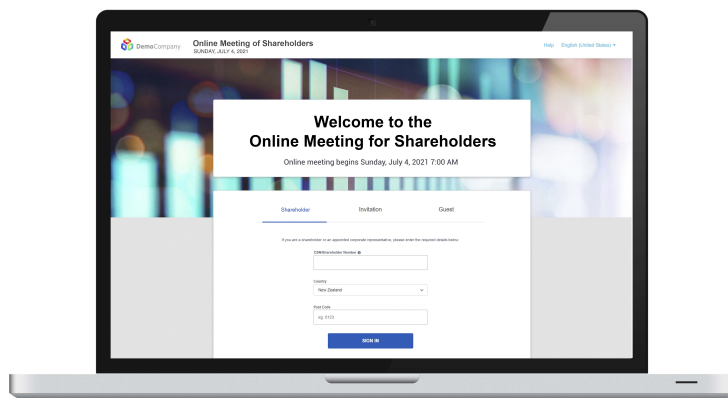 DemoCompany
Online Meeting of Shareholders
SUNDAY, JULY 4, 2021
Help English (United States)
Welcome to the
Online Meeting for Shareholders
Online meeting begins Sunday, July 4, 2021 7:00 AM
Shareholder Invitation Guest
If you are a shareholder or an appointed corporate representative, please enter the required details below
CSN/Shareholder Number
Country
New Zealand
Post Code
eg. 0123
SIGN IN